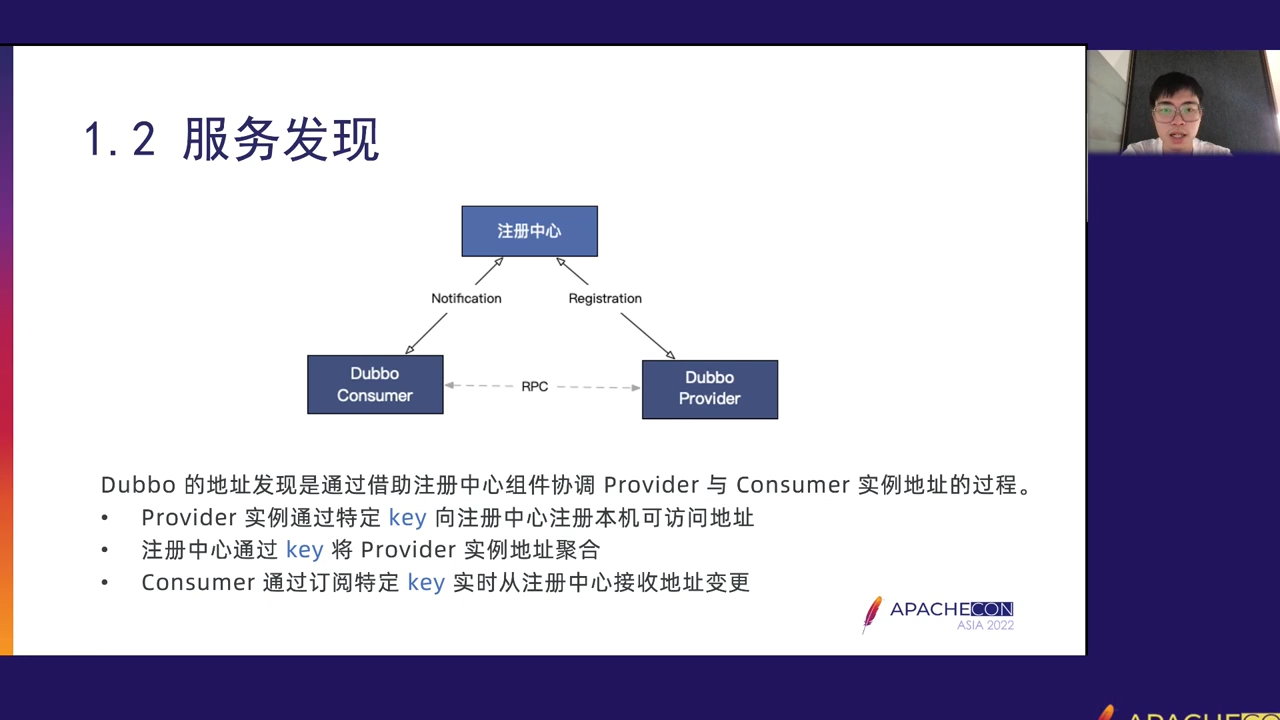 1.2 服务发现
注册中心
Notification
Registration
Dubbo
Consumer
RPC
Dubbo
Provider
Dubbo 的地址发现是通过借助注册中心组件协调 Provider 与 Consumer 实例地址的过程。
• Provider 实例通过特定 key 向注册中心注册本机可访问地址
• 注册中心通过 key 将 Provider 实例地址聚合
• Consumer 通过订阅特定 key 实时从注册中心接收地址变更
APACHECON
ASIA 2022